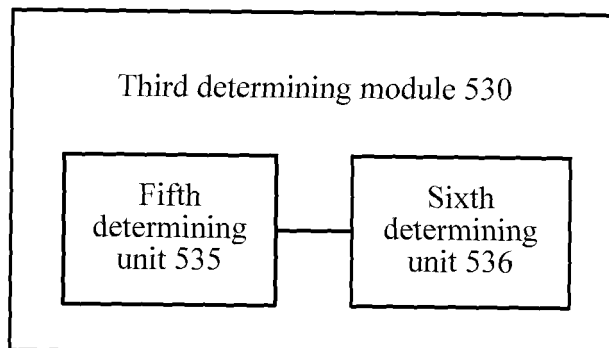 Third determining module 530
Fifth
determining
unit 535
Sixth
determining
unit 536